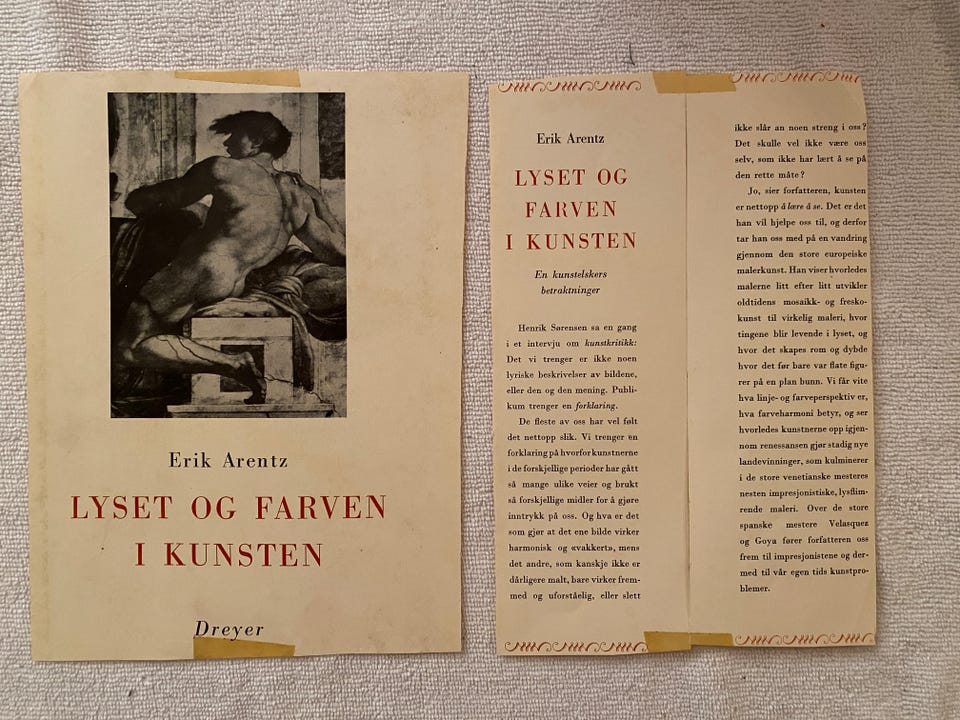 Erik Arentz
LYSET OG FARVEN
I KUNSTEN
Dreyer
Erik Arentz
LYSET OG
FARVEN
I KUNSTEN
En kunstelskers
betraktninger
Henrik Sørensen sa en gang
i et intervju om kunstkritikk:
Det vi trenger er ikke noen
lyriske beskrivelser av bildene,
eller den og den mening. Publi-
kum trenger en forklaring.
De fleste av oss har vel følt
det nettopp slik. Vi trenger en
forklaring på hvorfor kunstnerne
i de forskjellige perioder har gått
så mange ulike veier og brukt
så forskjellige midler for å gjøre
inntrykk på oss. Og hva er det
som gjør at det ene bilde virker
harmonisk og «vakkert», mens
det andre, som kanskje ikke er
dårligere malt, bare virker frem-
med og uforståelig, eller slett
ikke slår an noen streng i oss?
Det skulle vel ikke være oss
selv, som ikke har lært å se på
den rette måte?
Jo, sier forfatteren, kunsten
er nettopp å lære å se. Det er det
han vil hjelpe oss til, og derfor
tar han oss med på en vandring
gjennom den store europeiske
malerkunst. Han viser hvorledes
malerne litt efter litt utvikler
oldtidens mosaikk- og fresko-
kunst til virkelig maleri, hvor
tingene blir levende i lyset, og
hvor det skapes rom og dybde
hvor det før bare var flate figu-
rer på en plan bunn. Vi får vite
hva linje- og farveperspektiv er,
hva farveharmoni betyr, og ser
hvorledes kunstnerne opp igjen-
nom renessansen gjør stadig nye
landevinninger, som kulminerer
i de store venetianske mesteres
nesten impresjonistiske, lysflim-
rende maleri. Over de store
spanske mestere Velasquez
og Goya fører forfatteren oss
frem til impresjonistene og der-
med til vår egen tids kunstpro-
blemer.